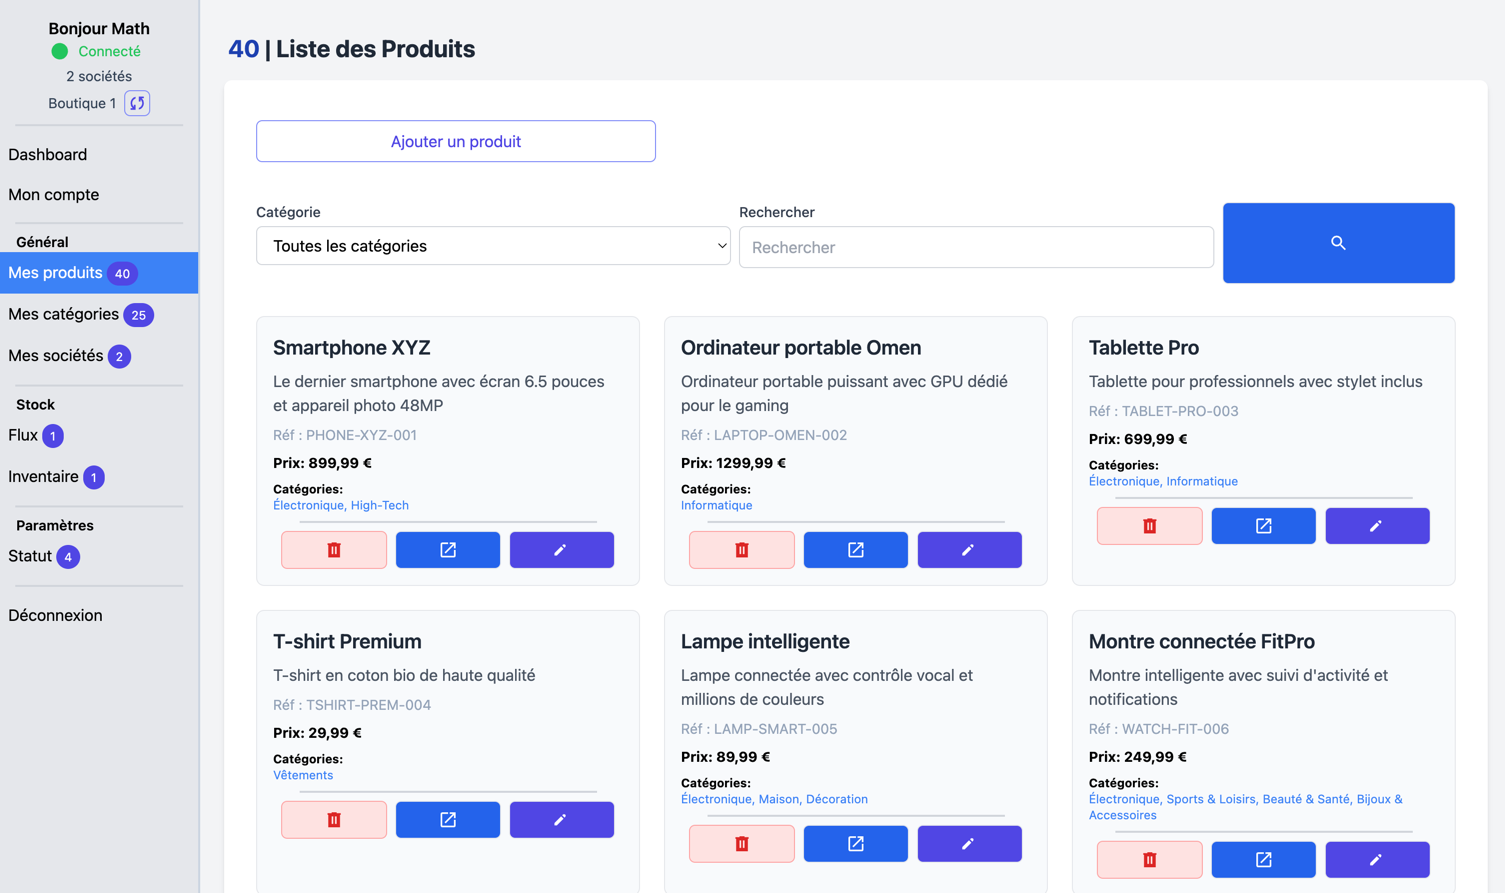 Bonjour Math
Connecté
2 sociétés
Boutique 1
Dashboard
Mon compte
Général
Mes produits 40
Mes catégories 25
Mes sociétés 2
Stock
Flux 1
Inventaire 1
Paramètres
Statut 4
Déconnexion
40 | Liste des Produits
Ajouter un produit
Catégorie
Toutes les catégories
Rechercher
Rechercher
Smartphone XYZ
Le dernier smartphone avec écran 6.5 pouces
et appareil photo 48MP
Réf : PHONE-XYZ-001
Prix: 899,99 €
Catégories:
Électronique, High-Tech
Ordinateur portable Omen
Ordinateur portable puissant avec GPU dédié
pour le gaming
Réf : LAPTOP-OMEN-002
Prix: 1299,99 €
Catégories:
Informatique
Tablette Pro
Tablette pour professionnels avec stylet inclus
Réf : TABLET-PRO-003
Prix: 699,99 €
Catégories:
Électronique, Informatique
T-shirt Premium
T-shirt en coton bio de haute qualité
Réf : TSHIRT-PREM-004
Prix: 29,99 €
Catégories:
Vêtements
Lampe intelligente
Lampe connectée avec contrôle vocal et
millions de couleurs
Réf : LAMP-SMART-005
Prix: 89,99 €
Catégories:
Électronique, Maison, Décoration
Montre connectée FitPro
Montre intelligente avec suivi d'activité et
notifications
Réf : WATCH-FIT-006
Prix: 249,99 €
Catégories:
Électronique, Sports & Loisirs, Beauté & Santé, Bijoux &
Accessoires